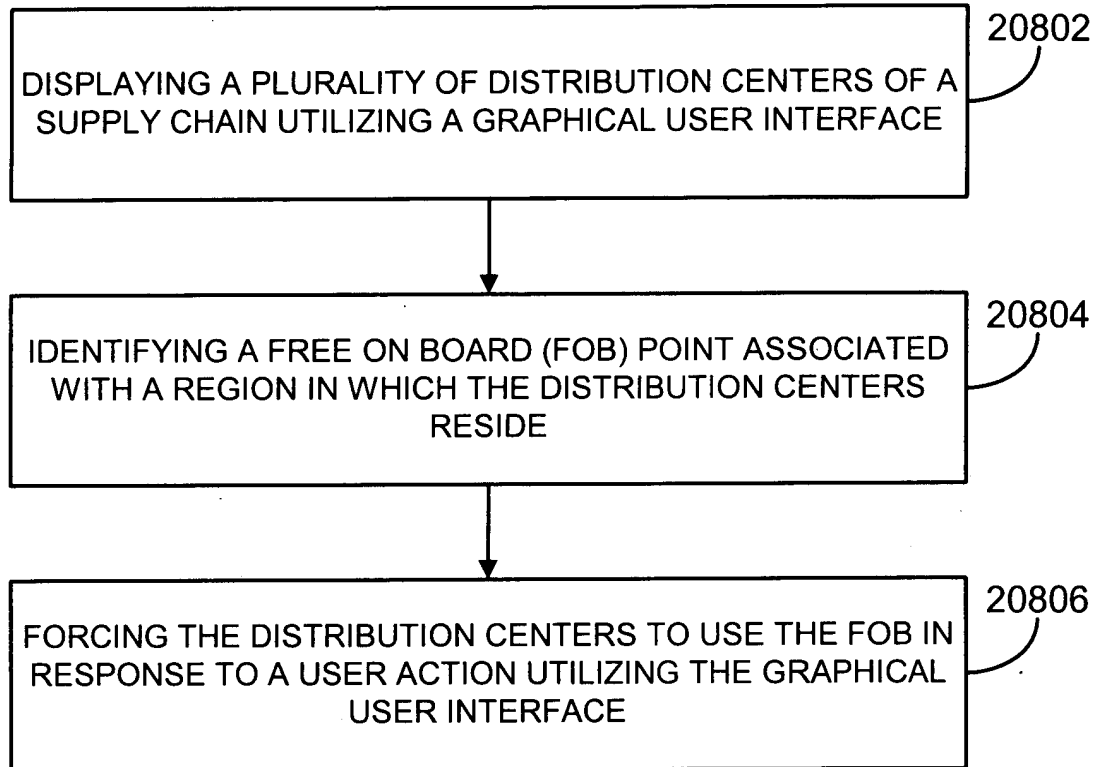 20802
DISPLAYING A PLURALITY OF DISTRIBUTION CENTERS OF A
SUPPLY CHAIN UTILIZING A GRAPHICAL USER INTERFACE
20804
IDENTIFYING A FREE ON BOARD (FOB) POINT ASSOCIATED
WITH A REGION IN WHICH THE DISTRIBUTION CENTERS
RESIDE
20806
FORCING THE DISTRIBUTION CENTERS TO USE THE FOB IN
RESPONSE TO A USER ACTION UTILIZING THE GRAPHICAL
USER INTERFACE